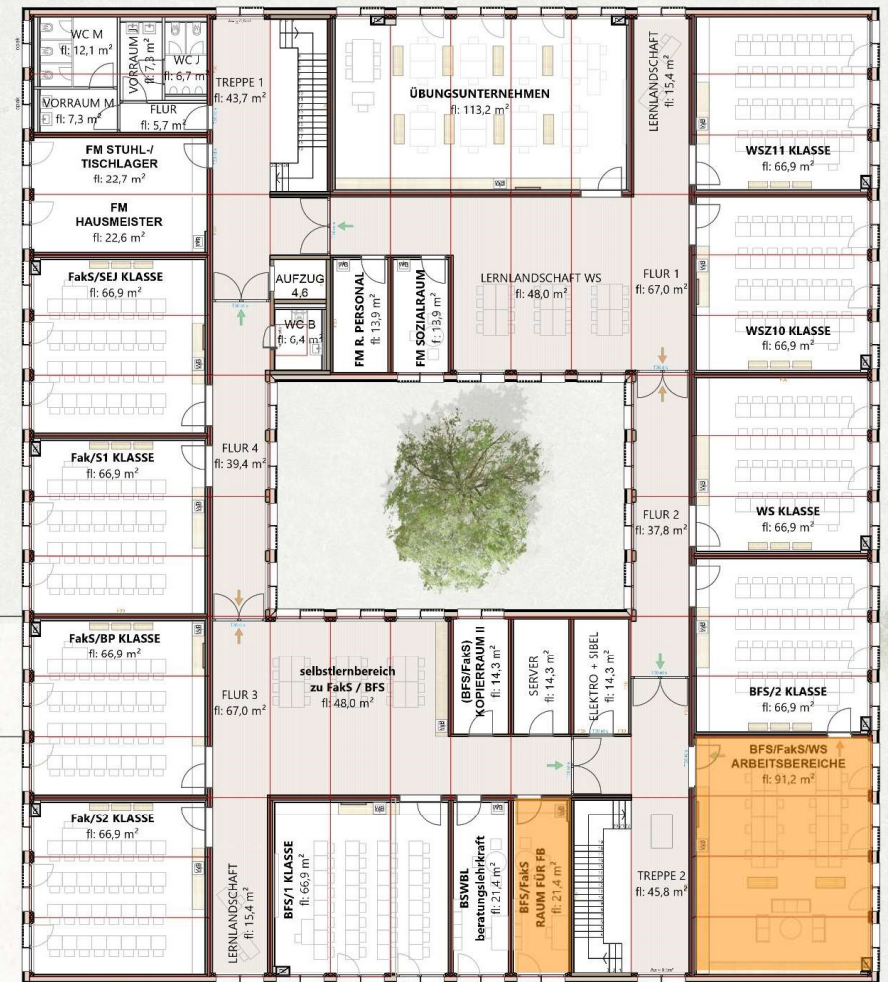 WC M
fl: 12,1 m²
VORRAUM J
fl: 7,3 m²
WC J
fl: 6,7 m²
VORRAUM M
fl: 7,3 m²
FLUR
fl: 5,7 m²
TREPPE 1
fl: 43,7 m²
ÜBUNGSUNTERNEHMEN
fl: 113,2 m²
LERNLANDSCHAFT
fl: 15,4 m²
WSZ11 KLASSE
fl: 66,9 m²
FM STUHL-/
TISCHLAGER
fl: 22,7 m²
FM
HAUSMEISTER
fl: 22,6 m²
FakS/SEJ KLASSE
fl: 66,9 m²
AUFZUG
4,6
WC B
fl: 6,4 m²
FM R. PERSONAL
fl: 13,9 m²
FM SOZIALRAUM
fl: 13,9 m²
LERNLANDSCHAFT WS
fl: 48,0 m²
FLUR 1
fl: 67,0 m²
WSZ10 KLASSE
fl: 66,9 m²
Fak/S1 KLASSE
fl: 66,9 m²
FLUR 4
fl: 39,4 m²
FLUR 2
fl: 37,8 m²
WS KLASSE
fl: 66,9 m²
FakS/BP KLASSE
fl: 66,9 m²
FLUR 3
fl: 67,0 m²
selbstlernbereich
zu FakS / BFS
fl: 48,0 m²
(BFS/FakS)
KOPIERRAUM II
fl: 14,3 m²
SERVER
fl: 14,3 m²
ELEKTRO + SIBEL
fl: 14,3 m²
BFS/2 KLASSE
fl: 66,9 m²
BFS/FakS/WS
ARBEITSBEREICHE
fl: 91,2 m²
Fak/S2 KLASSE
fl: 66,9 m²
LERNLANDSCHAFT
fl: 15,4 m²
BFS/1 KLASSE
fl: 66,9 m²
BSWBL
beratungslehrkraft
fl: 21,4 m²
BFS/FakS
RAUM FÜR FB
fl: 21,4 m²
TREPPE 2
fl: 45,8 m²